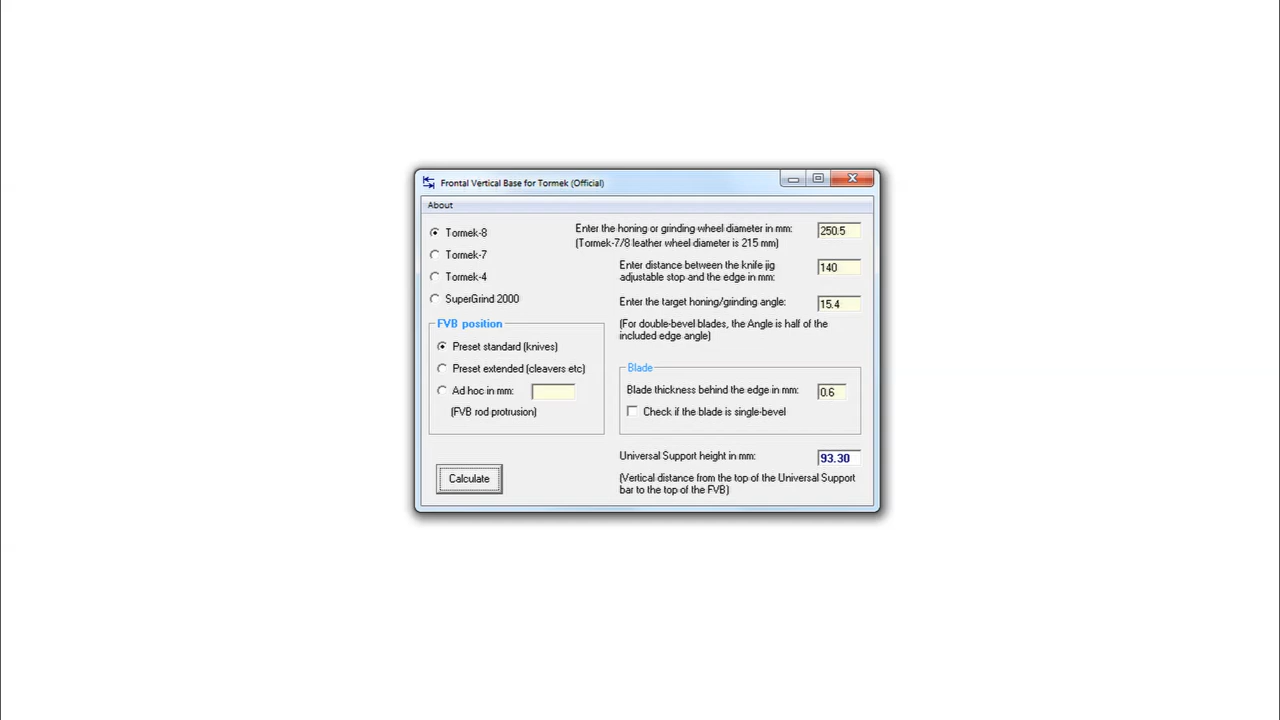 Frontal Vertical Base for Tormek (Official)
About
Tormek-8
Tormek-7
Tormek-4
SuperGrind 2000
Enter the honing or grinding-wheel diameter in mm:
250.5
(Tormek-7/8 leather wheel diameter is 215 mm)
Enter distance between the knife jig
adjustable stop and the edge in mm:
140
Enter the target honing/grinding angle:
15.4
(For double-bevel blades, the Angle is half of the
included edge angle)
FVB position
Preset standard (knives)
Preset extended (cleavers etc)
Ad hoc in mm:
(FVB rod protrusion)
Blade
Blade thickness behind the edge in mm:
0.6
Check if the blade is single-bevel
Universal Support height in mm:
93.30
(Vertical distance from the top of the Universal Support
bar to the top of the FVB)
Calculate